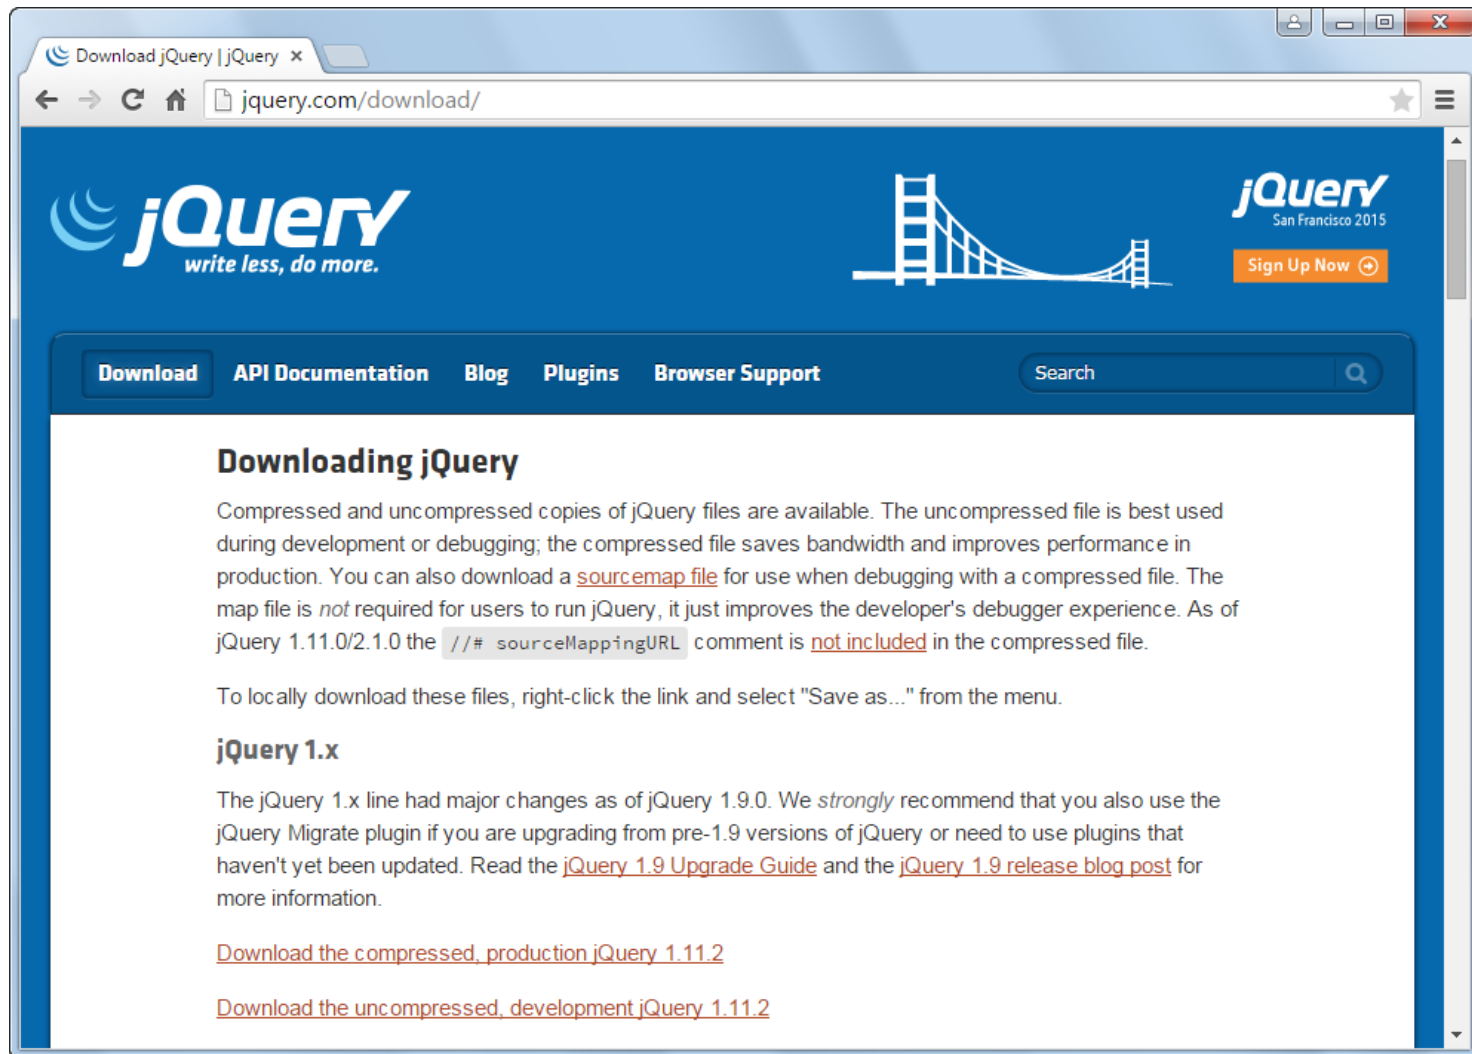 Download jQuery | jQuery
jquery.com/download/
jQuery
write less, do more.
jQuery
San Francisco 2015
Sign Up Now
Download API Documentation Blog Plugins Browser Support Search
Downloading jQuery
Compressed and uncompressed copies of jQuery files are available. The uncompressed file is best used
during development or debugging; the compressed file saves bandwidth and improves performance in
production. You can also download a sourcemap file for use when debugging with a compressed file. The
map file is not required for users to run jQuery, it just improves the developer's debugger experience. As of
jQuery 1.11.0/2.1.0 the //# sourceMappingURL comment is not included in the compressed file.
To locally download these files, right-click the link and select "Save as..." from the menu.
jQuery 1.x
The jQuery 1.x line had major changes as of jQuery 1.9.0. We strongly recommend that you also use the
jQuery Migrate plugin if you are upgrading from pre-1.9 versions of jQuery or need to use plugins that
haven't yet been updated. Read the jQuery 1.9 Upgrade Guide and the jQuery 1.9 release blog post for
more information.
Download the compressed, production jQuery 1.11.2
Download the uncompressed, development jQuery 1.11.2